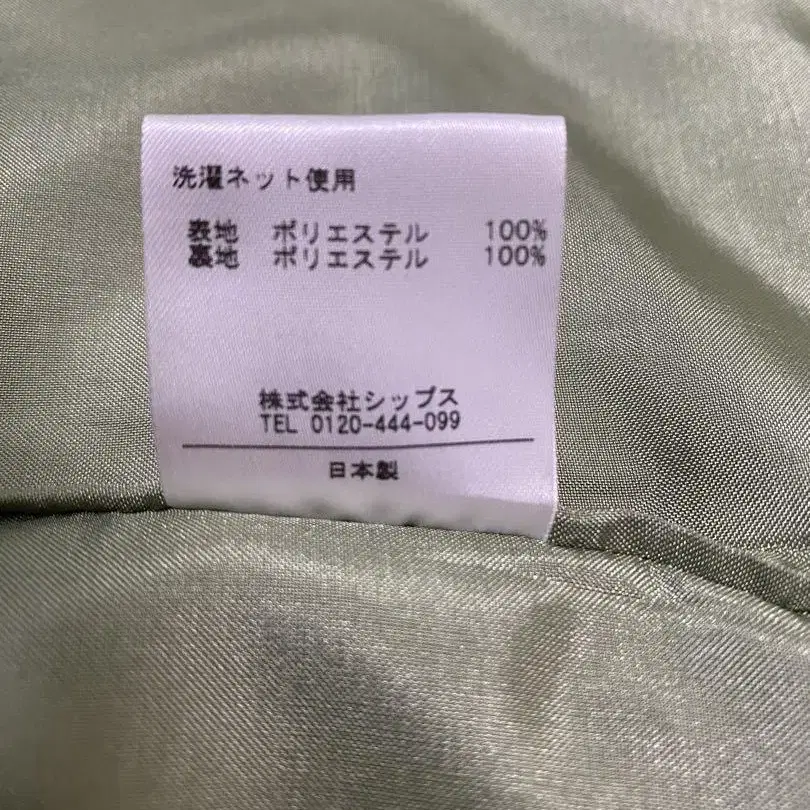 洗濯ネット使用
表地 ポリエステル 100%
裏地 ポリエステル 100%
株式会社シップス
TEL 0120-444-099
日本製